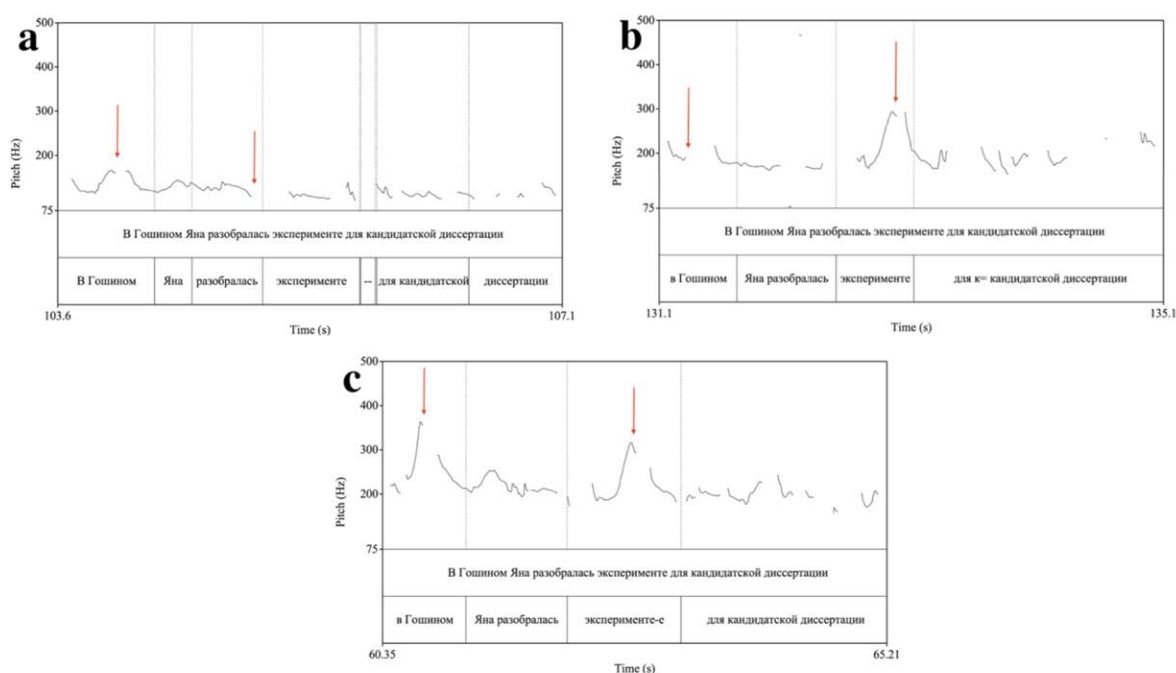 a
500
400
300
200
75
Pitch (Hz)
В Гошином Яна разобралась эксперименте для кандидатской диссертации
В Гошином Яна разобралась эксперименте -- для кандидатской диссертации
103.6 107.1
Time (s)
b
500
400
300
200
75
Pitch (Hz)
В Гошином Яна разобралась эксперименте для кандидатской диссертации
в Гошином Яна разобралась эксперименте для к= кандидатской диссертации
131.1 135.1
Time (s)
c
500
400
300
200
75
Pitch (Hz)
В Гошином Яна разобралась эксперименте для кандидатской диссертации
в Гошином Яна разобралась эксперименте-е для кандидатской диссертации
60.35 65.21
Time (s)